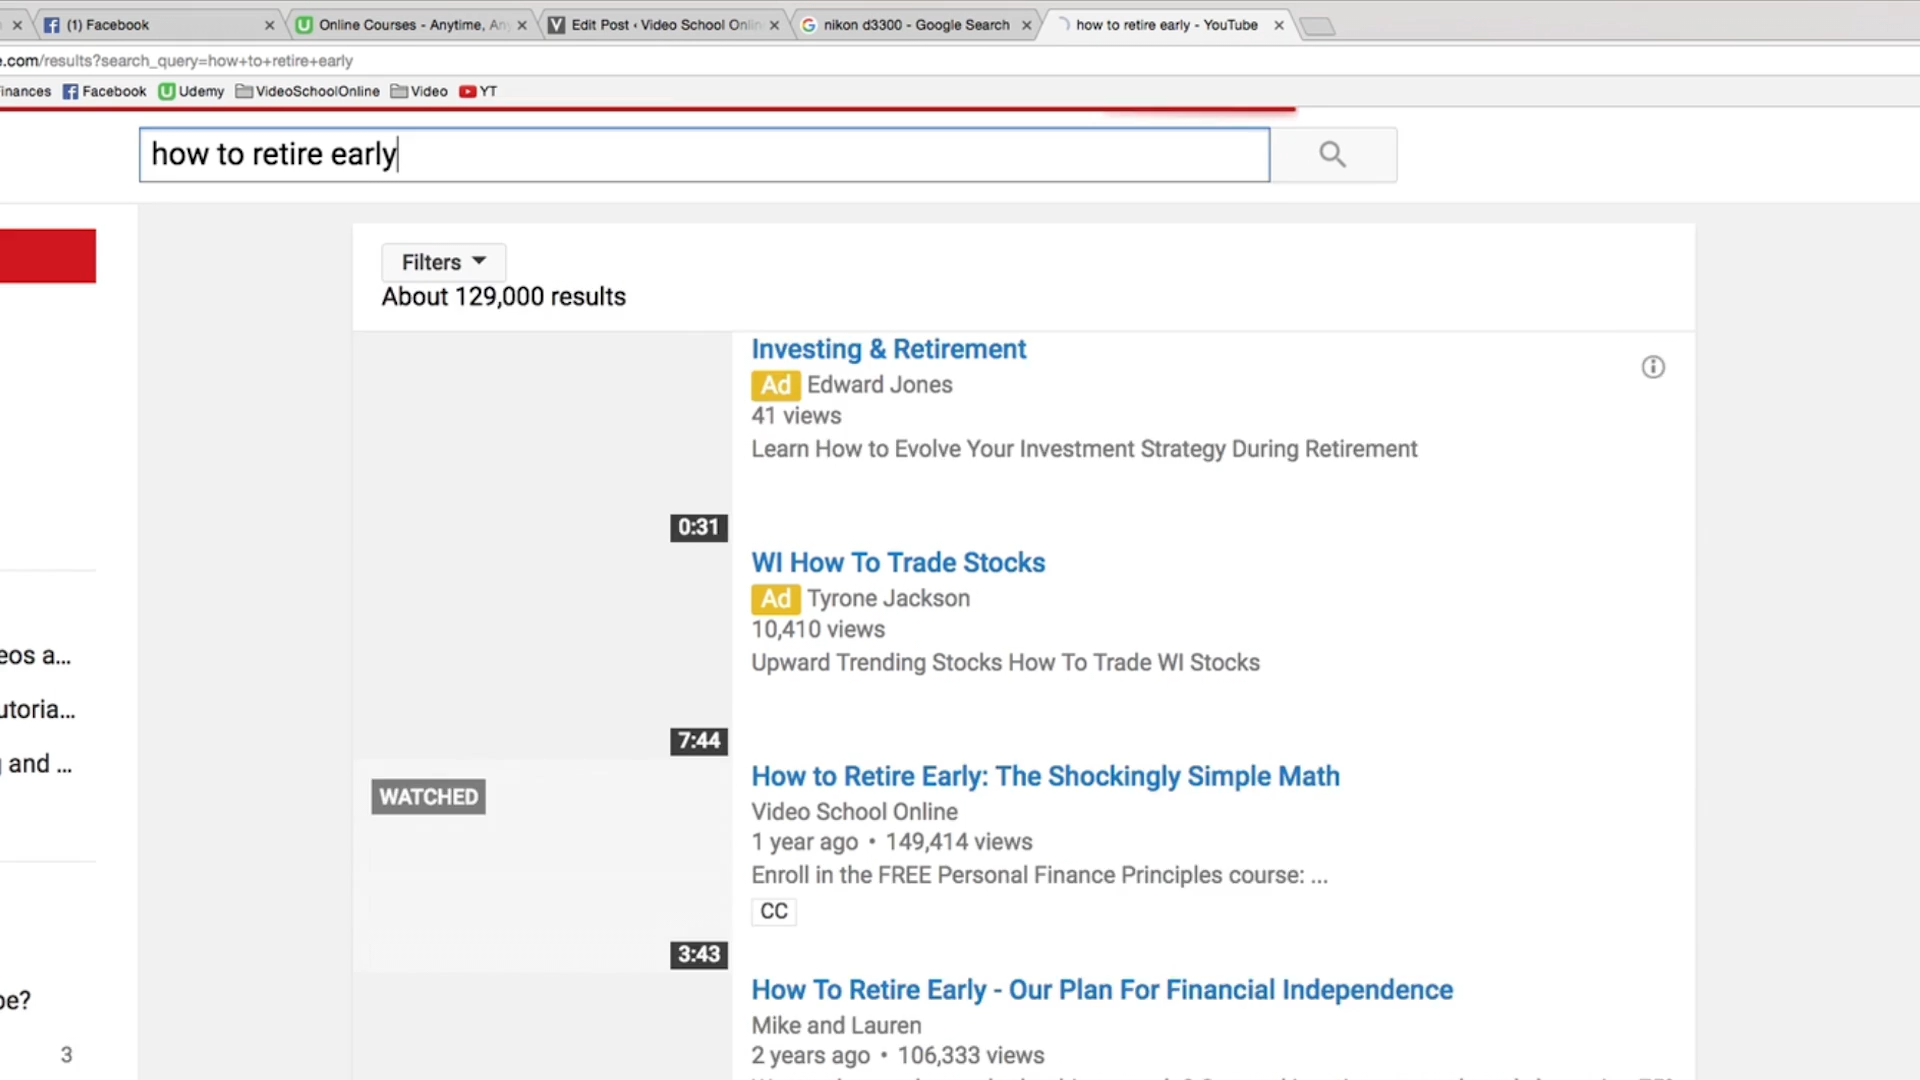 (1) Facebook
Online Courses - Anytime, Any
Edit Post ‹ Video School Onlin
nikon d3300 - Google Search
how to retire early - YouTube
e.com/results?search_query=how+to+retire+early
inances Facebook Udemy VideoSchoolOnline Video YT
how to retire early
Filters
About 129,000 results
Investing & Retirement
Ad Edward Jones
41 views
Learn How to Evolve Your Investment Strategy During Retirement
0:31
WI How To Trade Stocks
Ad Tyrone Jackson
10,410 views
Upward Trending Stocks How To Trade WI Stocks
eos a...
utoria...
7:44
and ...
WATCHED
How to Retire Early: The Shockingly Simple Math
Video School Online
1 year ago • 149,414 views
Enroll in the FREE Personal Finance Principles course: ...
CC
3:43
How To Retire Early - Our Plan For Financial Independence
be?
Mike and Lauren
2 years ago • 106,333 views
3